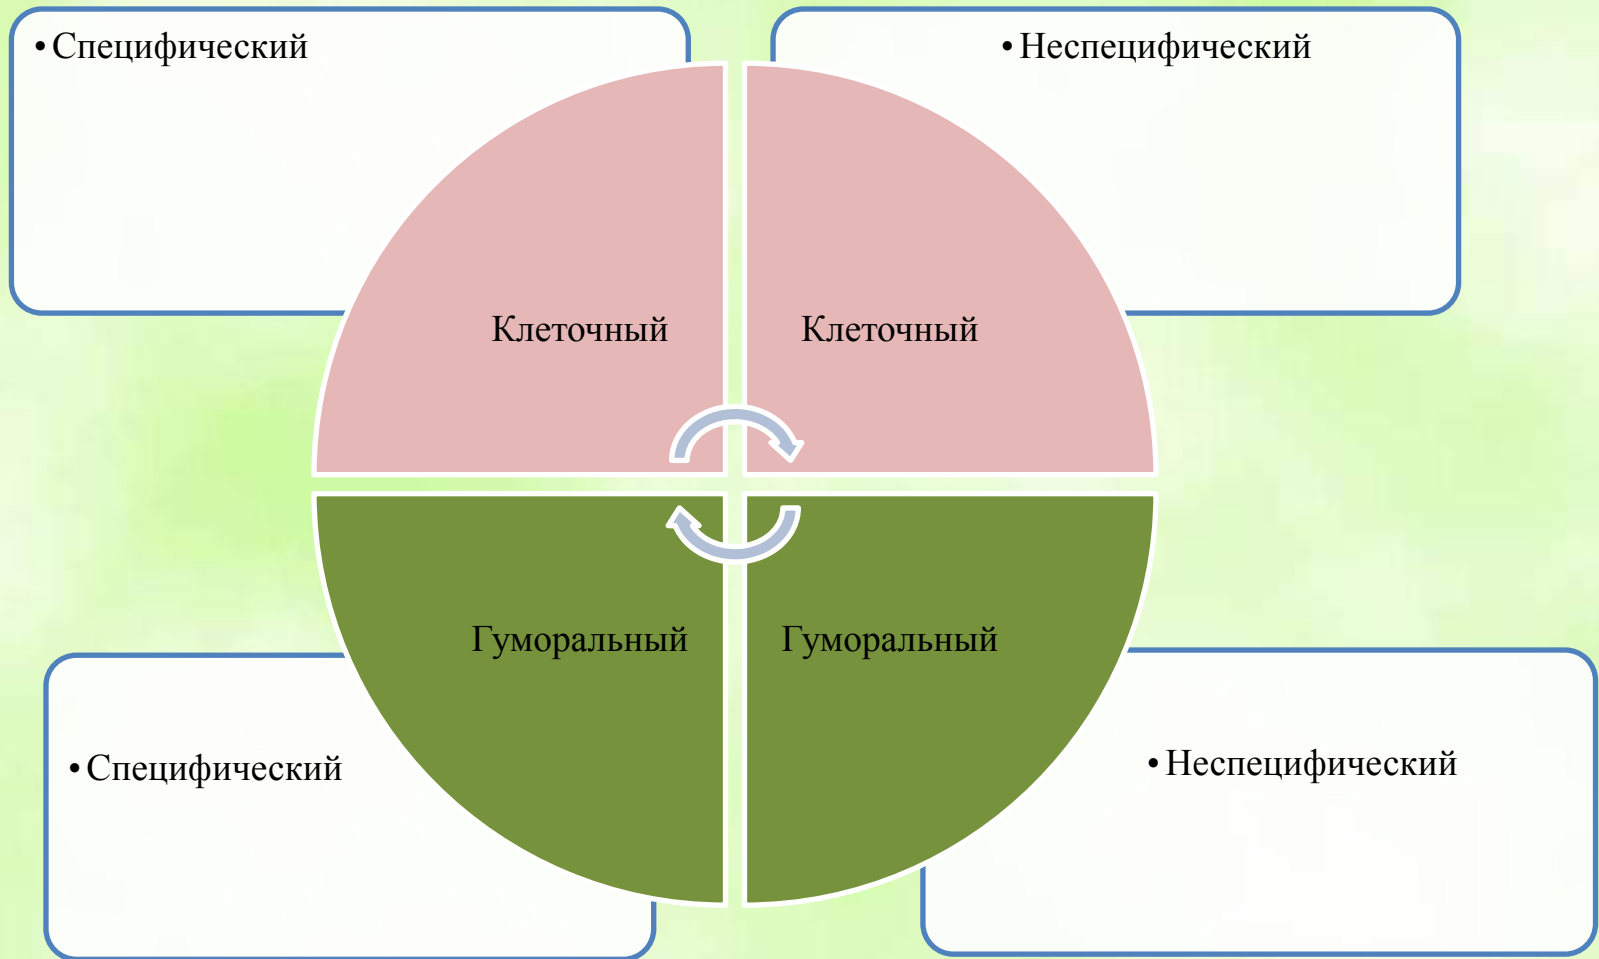 • Специфический
• Неспецифический
Клеточный
Клеточный
Гуморальный
Гуморальный
• Специфический
• Неспецифический